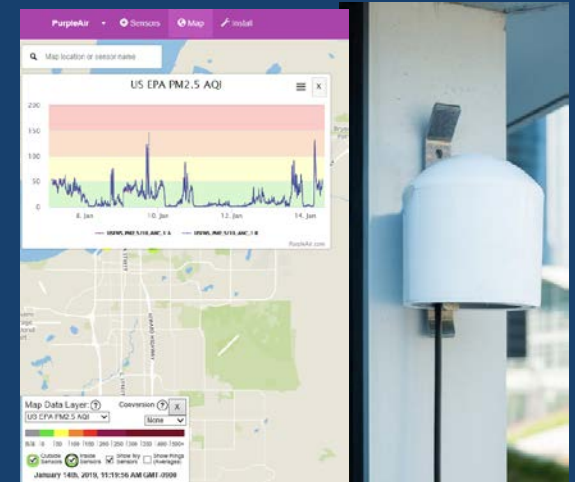 PurpleAir
Sensors
Map
Install
Map location or sensor name
US EPA PM2.5 AQI
X
200
150
100
50
0
8. Jan
10. Jan
12. Jan
14. Jan
PurpleAir.com
SEWARD HIGHWAY
Map Data Layer: ?
Conversion ? X
US EPA PM2.5 AQI
None
Outside Sensors
Inside Sensors
Show My Sensors
Show Rings (Averages)
January 14th, 2019, 11:19:56 AM GMT-0900